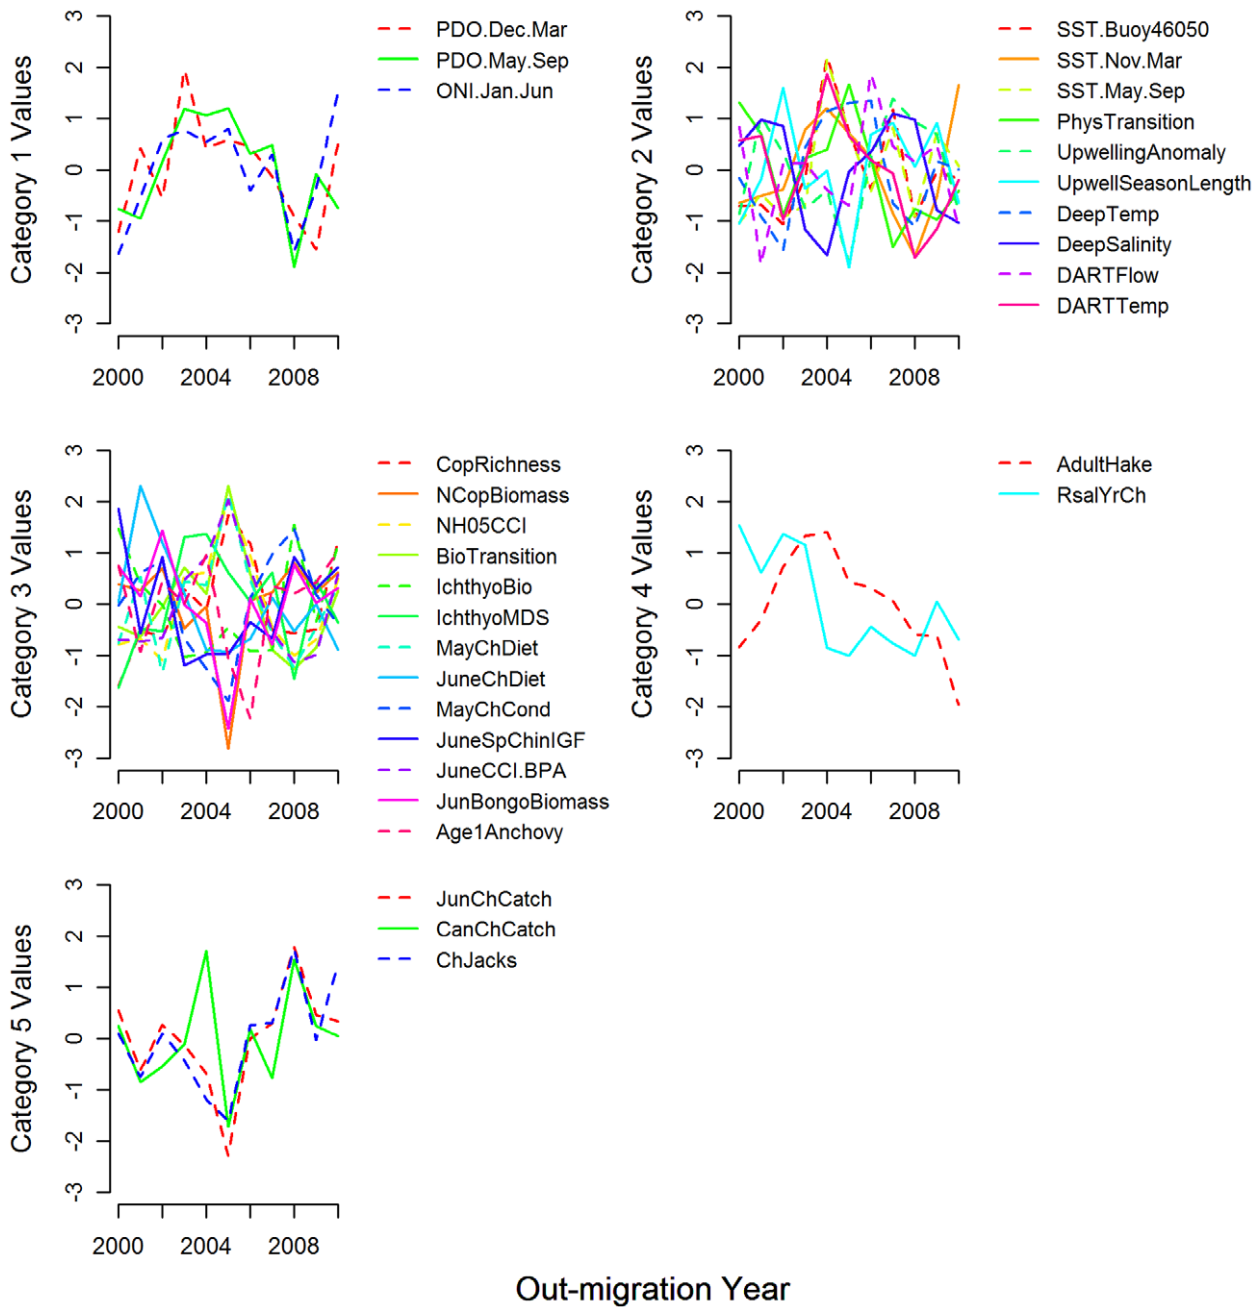 Category 1 Values
3
2
1
0
-1
-2
-3
2000 2004 2008
PDO.Dec.Mar
PDO.May.Sep
ONI.Jan.Jun
Category 2 Values
3
2
1
0
-1
-2
-3
2000 2004 2008
SST.Buoy46050
SST.Nov.Mar
SST.May.Sep
PhysTransition
UpwellingAnomaly
UpwellSeasonLength
DeepTemp
DeepSalinity
DARTFlow
DARTTemp
Category 3 Values
3
2
1
0
-1
-2
-3
2000 2004 2008
CopRichness
NCopBiomass
NH05CCI
BioTransition
IchthyoBio
IchthyoMDS
MayChDiet
JuneChDiet
MayChCond
JuneSpChinIGF
JuneCCI.BPA
JunBongoBiomass
Age1Anchovy
Category 4 Values
3
2
1
0
-1
-2
-3
2000 2004 2008
AdultHake
RsalYrCh
Category 5 Values
3
2
1
0
-1
-2
-3
2000 2004 2008
JunChCatch
CanChCatch
ChJacks
Out-migration Year